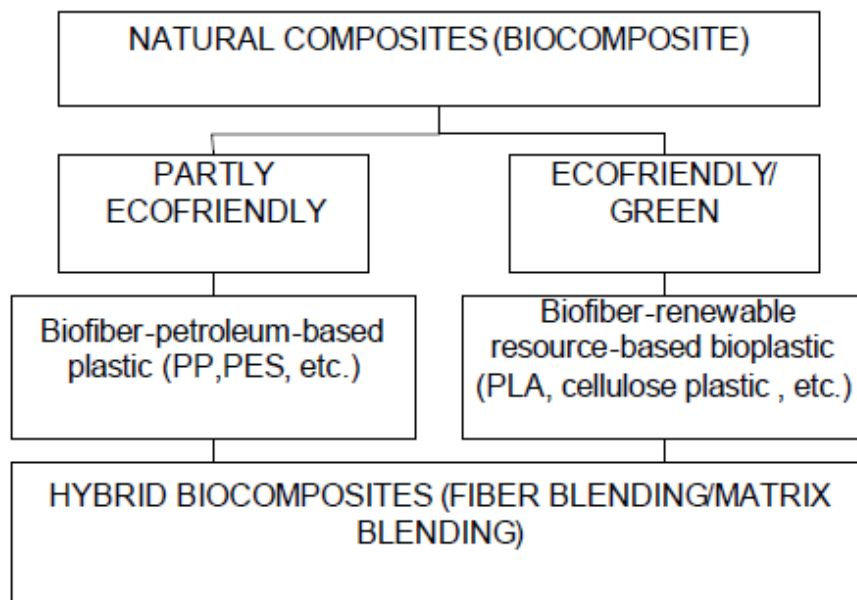 NATURAL COMPOSITES (BIOCOMPOSITE)
PARTLY
ECOFRIENDLY
ECOFRIENDLY/
GREEN
Biofiber-petroleum-based
plastic (PP,PES, etc.)
Biofiber-renewable
resource-based bioplastic
(PLA, cellulose plastic , etc.)
HYBRID BIOCOMPOSITES (FIBER BLENDING/MATRIX
BLENDING)